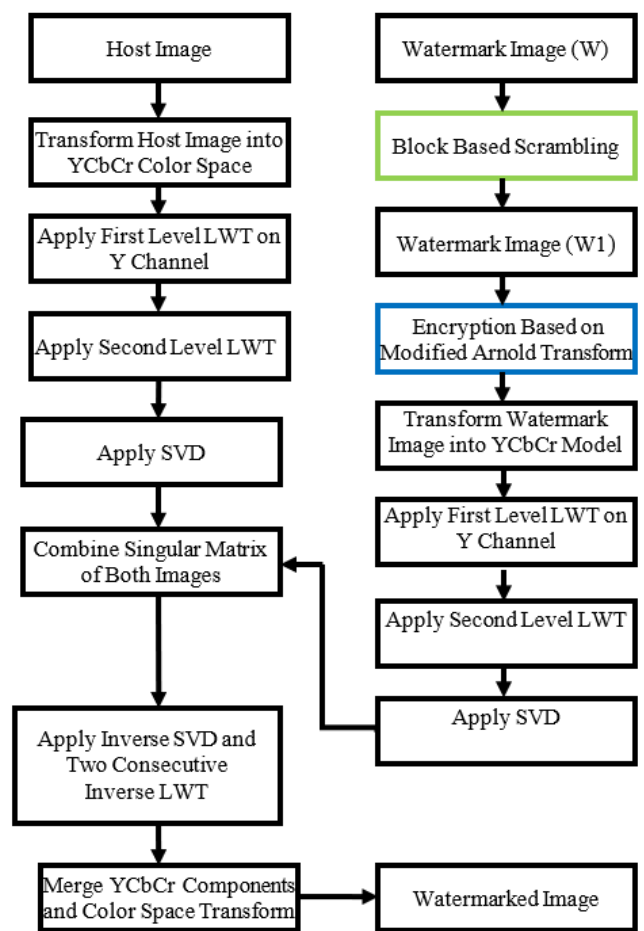 Host Image
Transform Host Image into
YCbCr Color Space
Apply First Level LWT on
Y Channel
Apply Second Level LWT
Apply SVD
Combine Singular Matrix
of Both Images
Apply Inverse SVD and
Two Consecutive
Inverse LWT
Merge YCbCr Components
and Color Space Transform
Watermark Image (W)
Block Based Scrambling
Watermark Image (W1)
Encryption Based on
Modified Arnold Transform
Transform Watermark
Image into YCbCr Model
Apply First Level LWT on
Y Channel
Apply Second Level LWT
Apply SVD
Watermarked Image